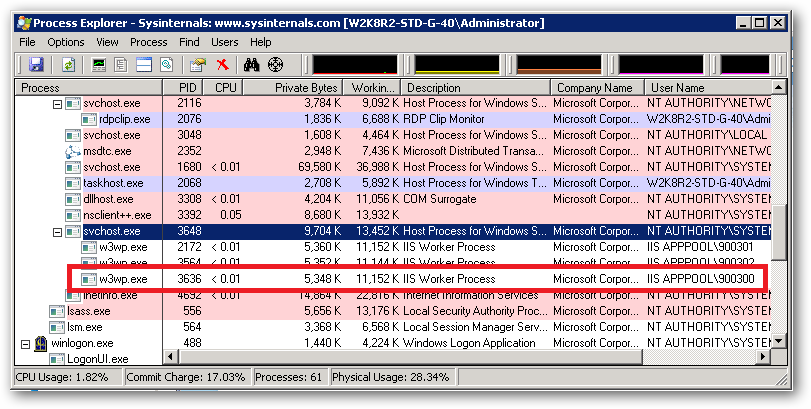 Process Explorer - Sysinternals: www.sysinternals.com [W2K8R2-STD-G-40\Administrator]
File Options View Process Find Users Help
Process PID CPU Private Bytes Workin... Description Company Name User Name
svchost.exe 2116 3,784 K 9,092 K Host Process for Windows S... Microsoft Corpor... NT AUTHORITY\NETWO
rdpclip.exe 2076 1,836 K 6,688 K RDP Clip Monitor Microsoft Corpor... W2K8R2-STD-G-40\Admi
svchost.exe 3048 1,608 K 4,464 K Host Process for Windows S... Microsoft Corpor... NT AUTHORITY\LOCAL
msdtc.exe 2352 2,948 K 7,436 K Microsoft Distributed Transa... Microsoft Corpor... NT AUTHORITY\NETWO
svchost.exe 1680 < 0.01 69,580 K 36,988 K Host Process for Windows S... Microsoft Corpor... NT AUTHORITY\SYSTEM
taskhost.exe 2068 2,708 K 5,892 K Host Process for Windows T... Microsoft Corpor... W2K8R2-STD-G-40\Admi
dllhost.exe 3308 < 0.01 4,204 K 11,056 K COM Surrogate Microsoft Corpor... NT AUTHORITY\SYSTEM
nsclient++.exe 3392 0.05 8,680 K 13,932 K NT AUTHORITY\SYSTEM
svchost.exe 3648 9,704 K 13,452 K Host Process for Windows S... Microsoft Corpor... NT AUTHORITY\SYSTEM
w3wp.exe 2172 < 0.01 5,360 K 11,152 K IIS Worker Process Microsoft Corpor... IIS APPPOOL\900301
w3wp.exe 3564 < 0.01 5,352 K 11,144 K IIS Worker Process Microsoft Corpor... IIS APPPOOL\900302
w3wp.exe 3636 < 0.01 5,348 K 11,152 K IIS Worker Process Microsoft Corpor... IIS APPPOOL\900300
inetinfo.exe 4692 < 0.01 14,864 K 22,816 K Internet Information Services Microsoft Corpor... NT AUTHORITY\SYSTEM
lsass.exe 556 5,656 K 13,176 K Local Security Authority Proc... Microsoft Corpor... NT AUTHORITY\SYSTEM
lsm.exe 564 3,368 K 6,568 K Local Session Manager Serv... Microsoft Corpor... NT AUTHORITY\SYSTEM
winlogon.exe 488 1,440 K 4,224 K Windows Logon Application Microsoft Corpor... NT AUTHORITY\SYSTEM
LogonUI.exe
CPU Usage: 1.82% Commit Charge: 17.03% Processes: 61 Physical Usage: 28.34%